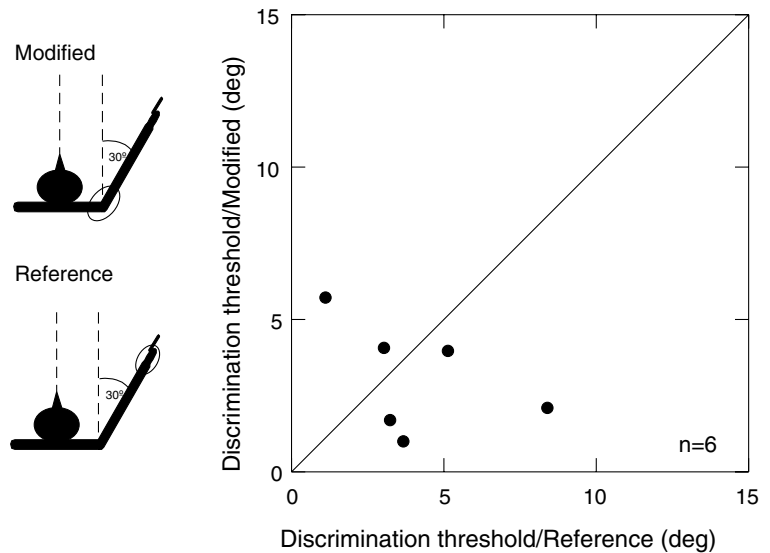 Modified
30°
Reference
30°
Discrimination threshold/Modified (deg)
15
10
5
0
0 5 10 15
n=6
Discrimination threshold/Reference (deg)